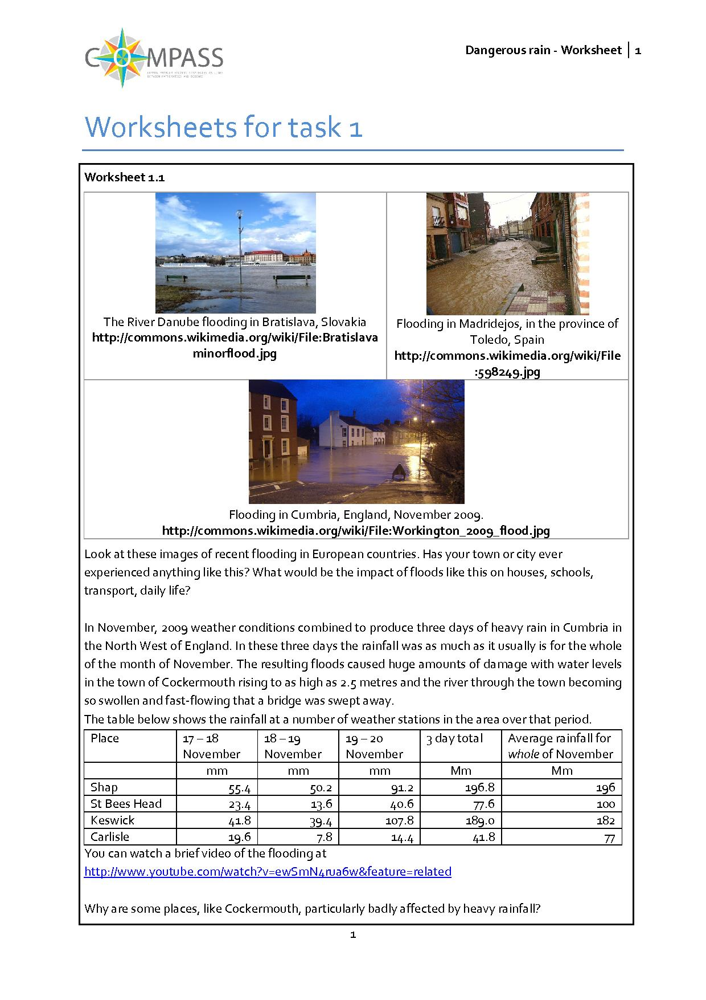 COMPASS
COMMON PROBLEM SOLVING STRATEGIES AS LINKS
BETWEEN MATHEMATICS AND SCIENCE
Dangerous rain - Worksheet | 1
Worksheets for task 1
Worksheet 1.1
The River Danube flooding in Bratislava, Slovakia
http://commons.wikimedia.org/wiki/File:Bratislava
minorflood.jpg
Flooding in Madridejos, in the province of
Toledo, Spain
http://commons.wikimedia.org/wiki/File
:598249.jpg
Flooding in Cumbria, England, November 2009.
http://commons.wikimedia.org/wiki/File:Workington_2009_flood.jpg
Look at these images of recent flooding in European countries. Has your town or city ever
experienced anything like this? What would be the impact of floods like this on houses, schools,
transport, daily life?
In November, 2009 weather conditions combined to produce three days of heavy rain in Cumbria in
the North West of England. In these three days the rainfall was as much as it usually is for the whole
of the month of November. The resulting floods caused huge amounts of damage with water levels
in the town of Cockermouth rising to as high as 2.5 metres and the river through the town becoming
so swollen and fast-flowing that a bridge was swept away.
The table below shows the rainfall at a number of weather stations in the area over that period.
Place 17 – 18 18 – 19 19 – 20 3 day total Average rainfall for
November November November whole of November
mm mm mm Mm Mm
Shap 55.4 50.2 91.2 196.8 196
St Bees Head 23.4 13.6 40.6 77.6 100
Keswick 41.8 39.4 107.8 189.0 182
Carlisle 19.6 7.8 14.4 41.8 77
You can watch a brief video of the flooding at
http://www.youtube.com/watch?v=ewSmN4rua6w&feature=related
Why are some places, like Cockermouth, particularly badly affected by heavy rainfall?
1